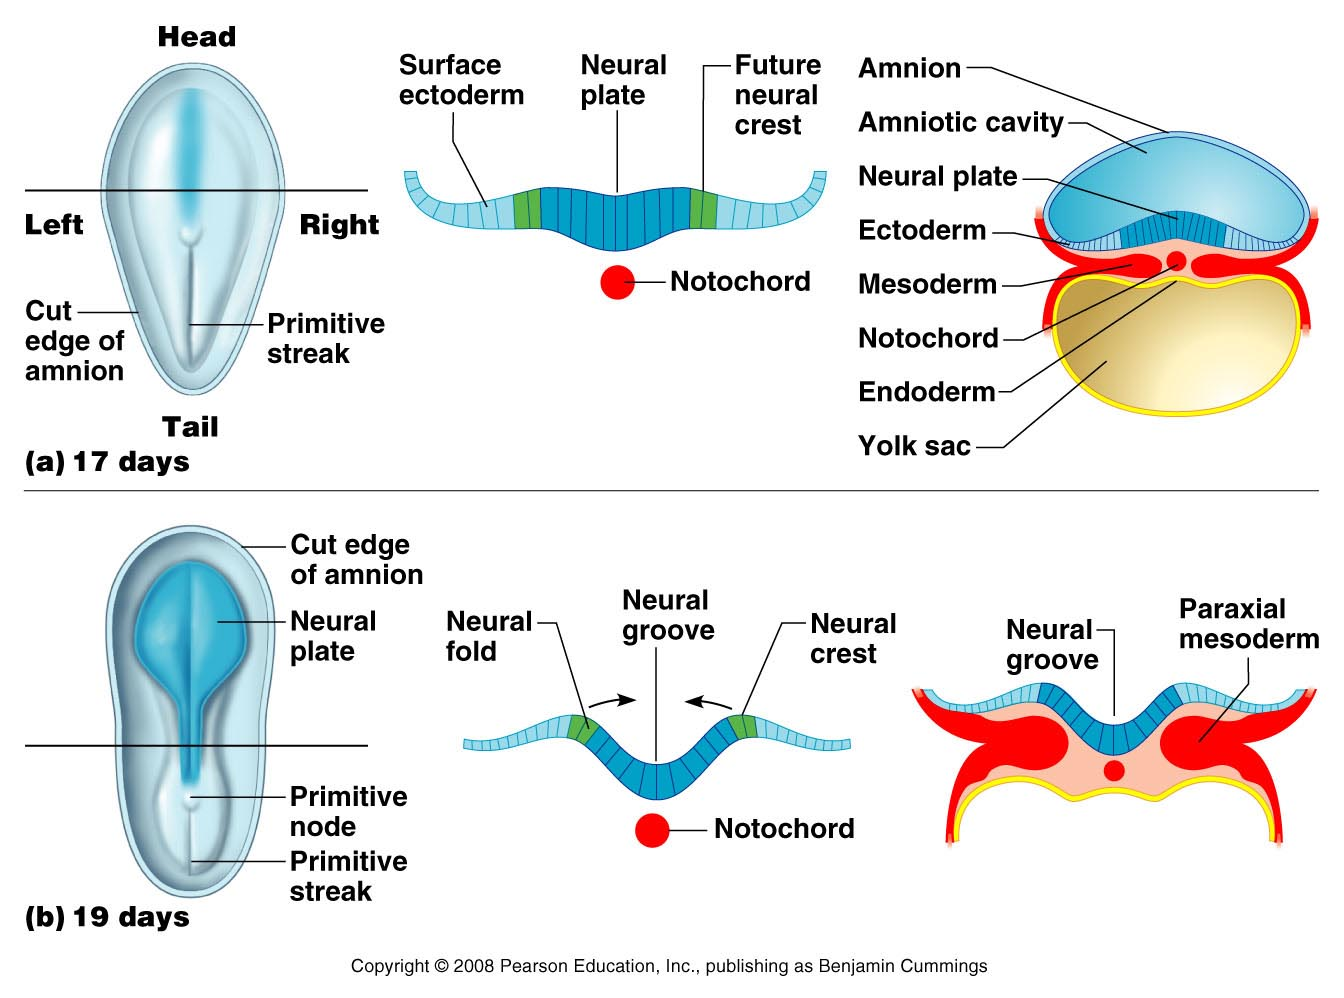 Head
Left
Right
Cut
edge of
amnion
Primitive
streak
Tail
(a) 17 days
Surface
ectoderm
Neural
plate
Future
neural
crest
Notochord
Amnion
Amniotic cavity
Neural plate
Ectoderm
Mesoderm
Notochord
Endoderm
Yolk sac
Cut edge
of amnion
Neural
plate
Primitive
node
Primitive
streak
(b) 19 days
Neural
fold
Neural
groove
Neural
crest
Notochord
Neural
groove
Paraxial
mesoderm
Copyright © 2008 Pearson Education, Inc., publishing as Benjamin Cummings